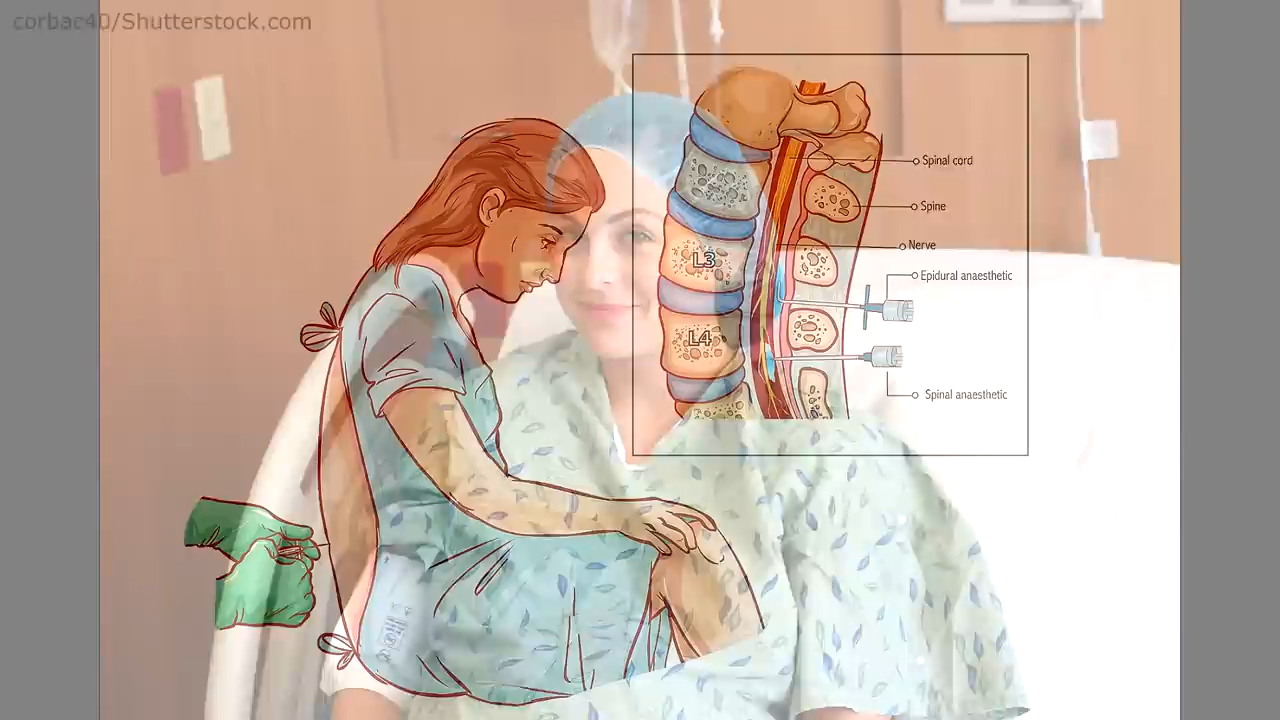 corbac40/Shutterstock.com
Spinal cord
Spine
Nerve
L3
Epidural anaesthetic
L4
Spinal anaesthetic